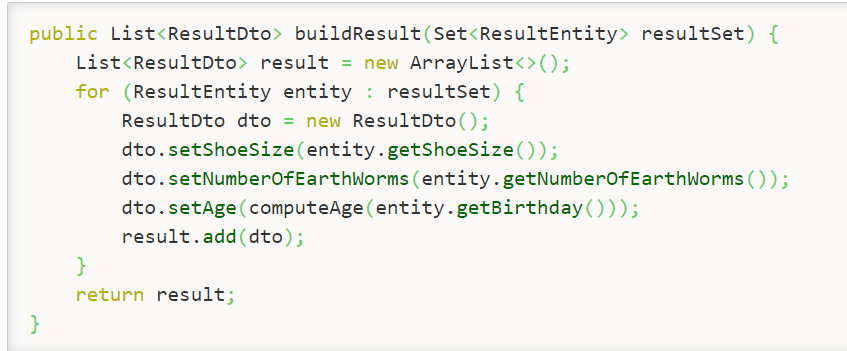 public List<ResultDto> buildResult(Set<ResultEntity> resultSet) {
    List<ResultDto> result = new ArrayList<>();
    for (ResultEntity entity : resultSet) {
        ResultDto dto = new ResultDto();
        dto.setShoeSize(entity.getShoeSize());
        dto.setNumberOfEarthWorms(entity.getNumberOfEarthWorms());
        dto.setAge(computeAge(entity.getBirthday()));
        result.add(dto);
    }
    return result;
}